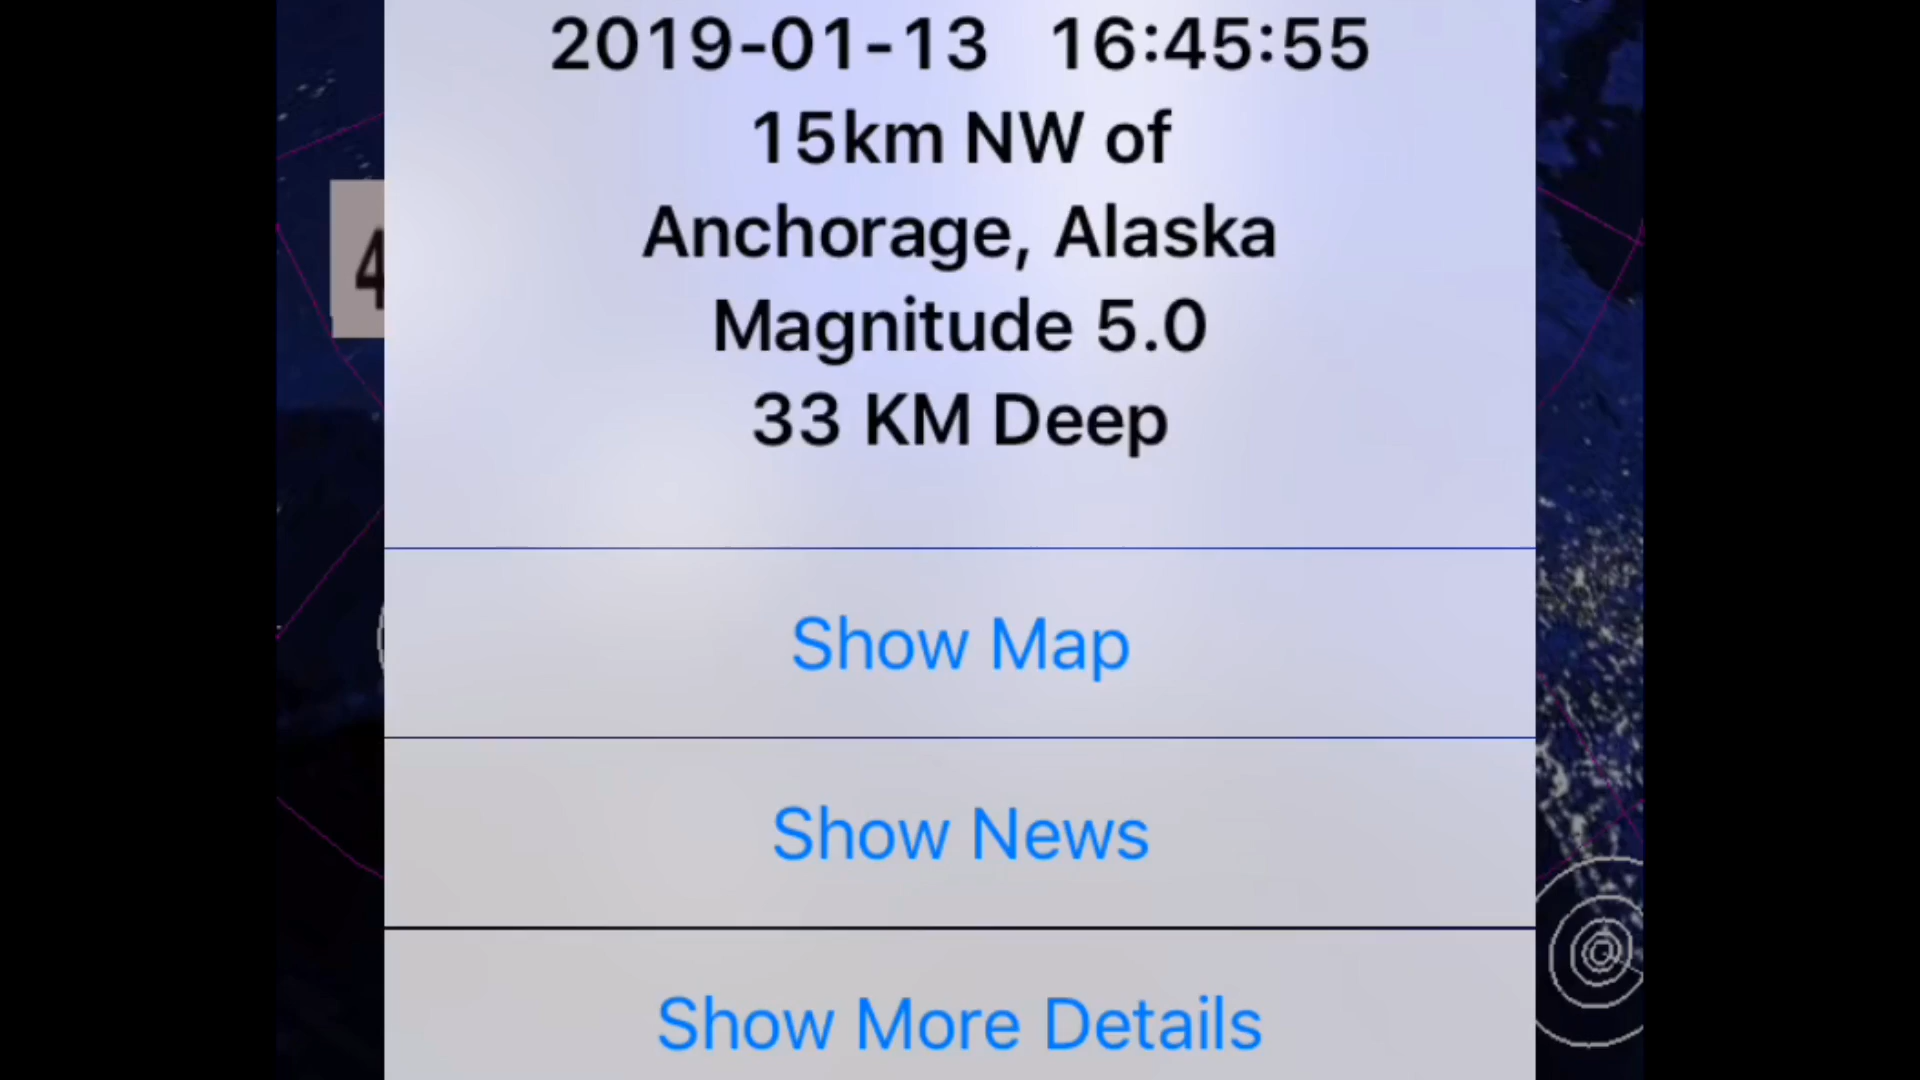 2019-01-13 16:45:55
15km NW of
Anchorage, Alaska
Magnitude 5.0
33 KM Deep
4
Show Map
Show News
Show More Details